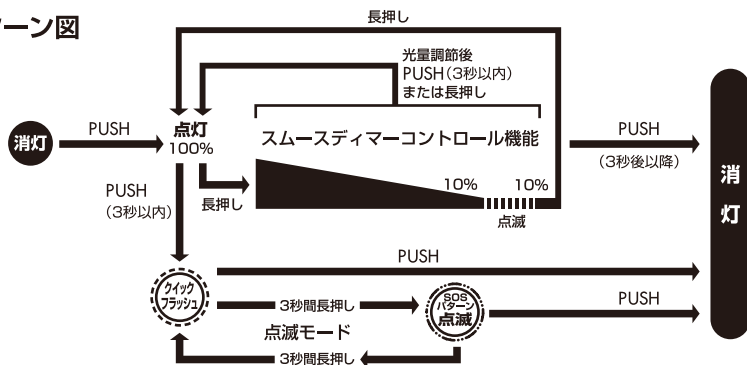 ーン図
長押し
光量調節後
PUSH(3秒以内)
または長押し
消灯
PUSH
点灯
100%
スムースディマーコントロール機能
PUSH
(3秒後以降)
消灯
10%
10%
長押し
点滅
PUSH
(3秒以内)
PUSH
クイック
フラッシュ
3秒間長押し
SOS
パターン
点滅
PUSH
点滅モード
3秒間長押し